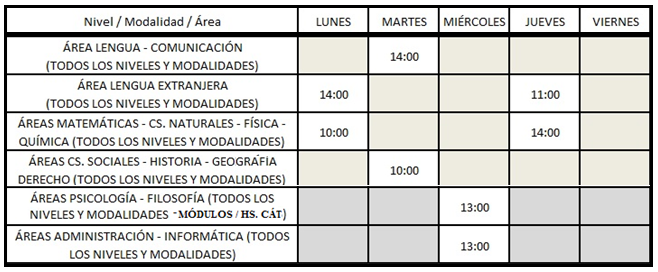 Nivel / Modalidad / Área LUNES MARTES MIÉRCOLES JUEVES VIERNES
ÁREA LENGUA - COMUNICACIÓN
(TODOS LOS NIVELES Y MODALIDADES)
14:00
ÁREA LENGUA EXTRANJERA
(TODOS LOS NIVELES Y MODALIDADES)
14:00 11:00
ÁREAS MATEMÁTICAS - CS. NATURALES - FÍSICA -
QUÍMICA (TODOS LOS NIVELES Y MODALIDADES)
10:00 14:00
ÁREAS CS. SOCIALES - HISTORIA - GEOGRAFIA
DERECHO (TODOS LOS NIVELES Y MODALIDADES)
10:00
ÁREAS PSICOLOGÍA - FILOSOFÍA (TODOS LOS
NIVELES Y MODALIDADES - MÓDULOS / HS. CÁT)
13:00
ÁREAS ADMINISTRACIÓN - INFORMÁTICA (TODOS
LOS NIVELES Y MODALIDADES)
13:00